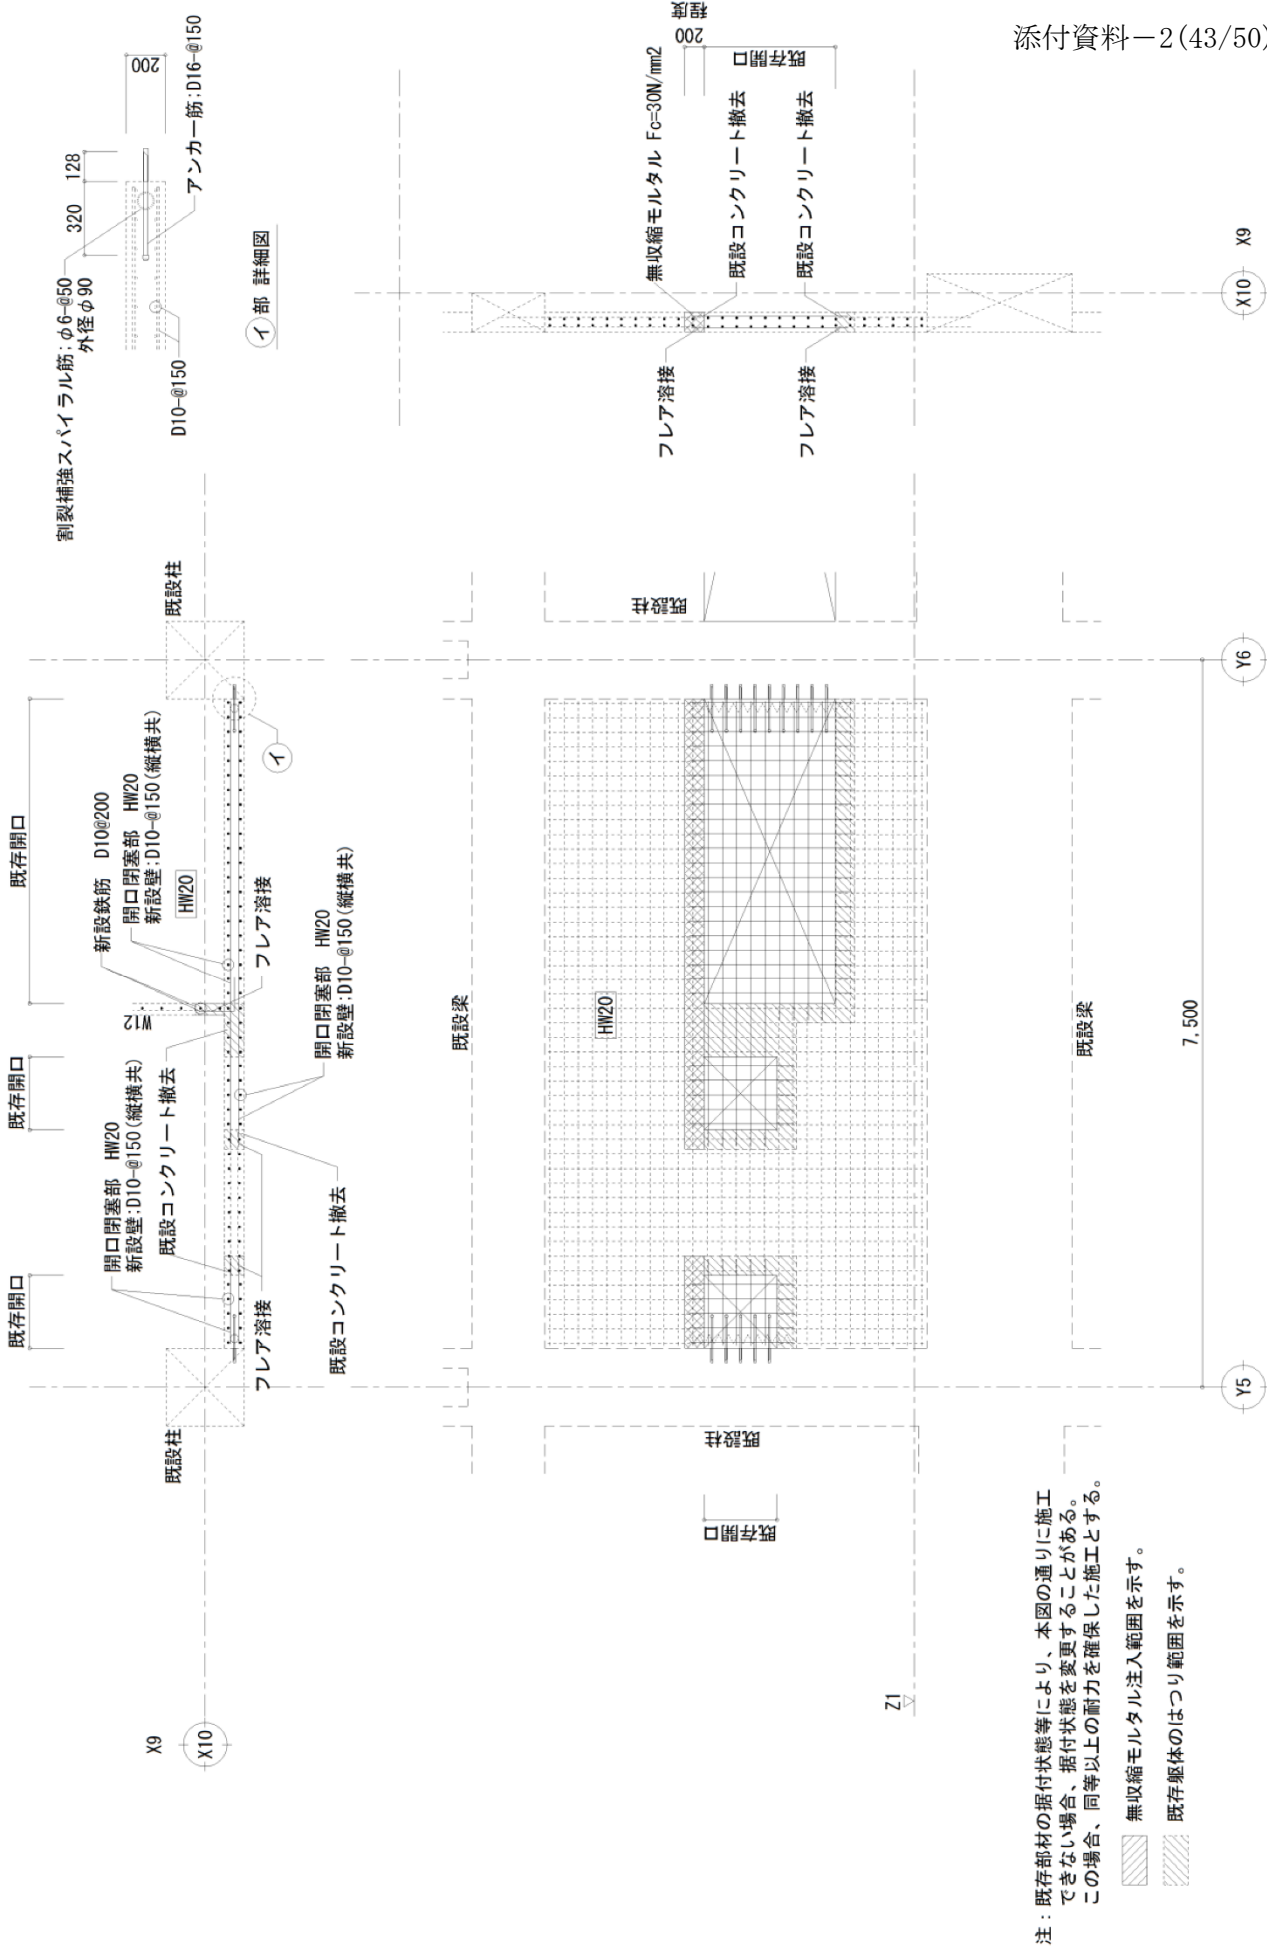 添付資料－2(43/50)
既存開口
既存開口
既存開口
既設柱
既設柱
開口閉塞部 HW20
新設壁;D10-@150(縦横共)
既設コンクリート撤去
W12
新設鉄筋 D10@200
開口閉塞部 HW20
新設壁;D10-@150(縦横共)
HW20
イ
フレア溶接
フレア溶接
開口閉塞部 HW20
新設壁;D10-@150(縦横共)
既設コンクリート撤去
X9
X10
割裂補強スパイラル筋; φ6-@50
外径φ90
320
128
200
アンカー筋;D16-@150
D10-@150
イ 部 詳細図
既設梁
既設柱
既設柱
HW20
既存開口
既設梁
Z1
7,500
Y5
Y6
200
程度
既存開口
無収縮モルタル Fc=30N/mm2
既設コンクリート撤去
既設コンクリート撤去
フレア溶接
フレア溶接
X10
X9
注：既存部材の据付状態等により、本図の通りに施工
できない場合、据付状態を変更することがある。
この場合、同等以上の耐力を確保した施工とする。
無収縮モルタル注入範囲を示す。
既存躯体のはつり範囲を示す。